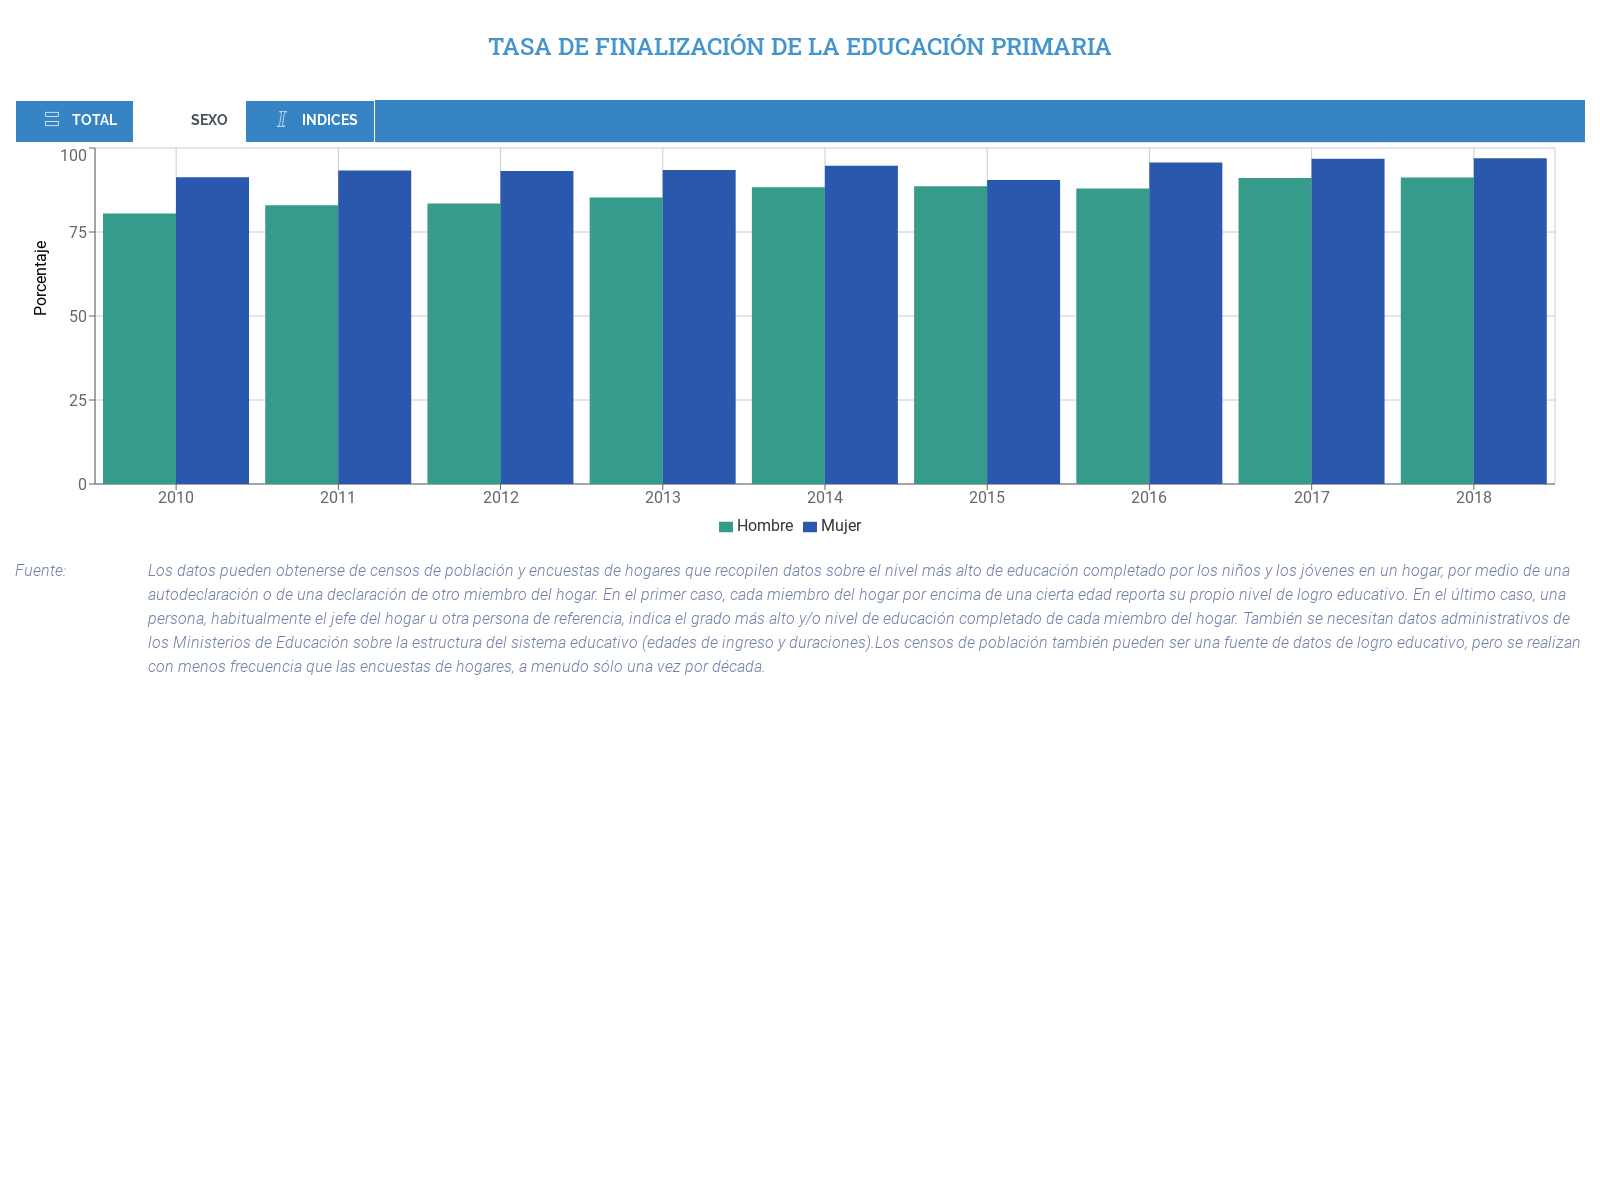 TASA DE FINALIZACIÓN DE LA EDUCACIÓN PRIMARIA
TOTAL
SEXO
INDICES
Porcentaje
100
75
50
25
0
2010
2011
2012
2013
2014
2015
2016
2017
2018
Hombre
Mujer
Fuente:
Los datos pueden obtenerse de censos de población y encuestas de hogares que recopilen datos sobre el nivel más alto de educación completado por los niños y los jóvenes en un hogar, por medio de una
autodeclaración o de una declaración de otro miembro del hogar. En el primer caso, cada miembro del hogar por encima de una cierta edad reporta su propio nivel de logro educativo. En el último caso, una
persona, habitualmente el jefe del hogar u otra persona de referencia, indica el grado más alto y/o nivel de educación completado de cada miembro del hogar. También se necesitan datos administrativos de
los Ministerios de Educación sobre la estructura del sistema educativo (edades de ingreso y duraciones).Los censos de población también pueden ser una fuente de datos de logro educativo, pero se realizan
con menos frecuencia que las encuestas de hogares, a menudo sólo una vez por década.